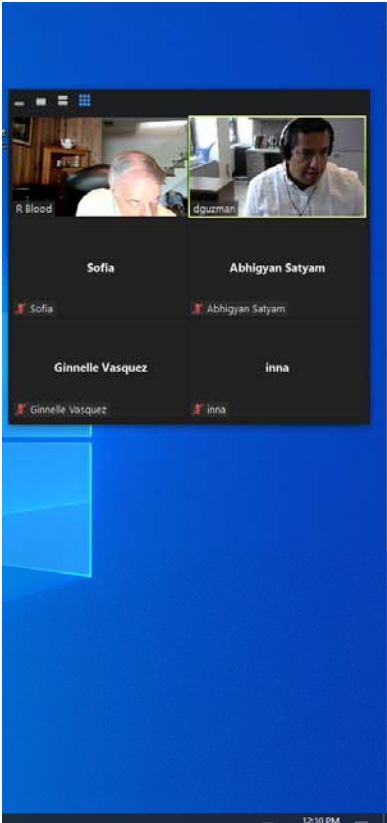 R Blood
dguzman
Sofia
Abhigyan Satyam
Sofia
Abhigyan Satyam
Ginnelle Vasquez
inna
Ginnelle Vasquez
inna
12:10 PM